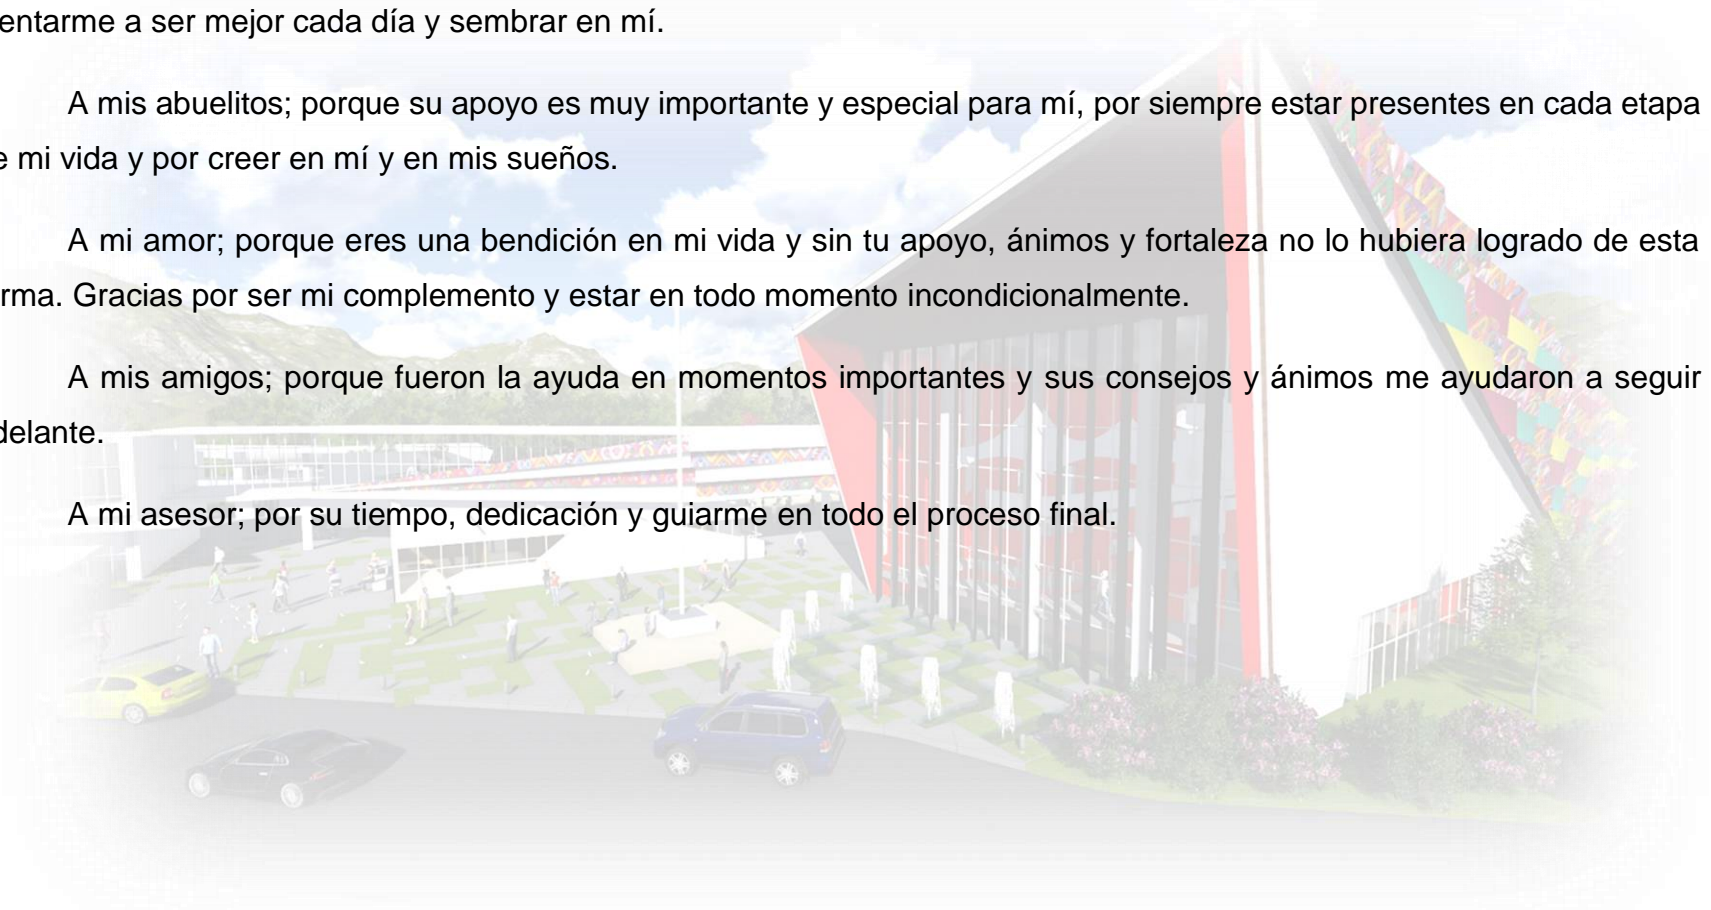 entarme a ser mejor cada día y sembrar en mí.
A mis abuelitos; porque su apoyo es muy importante y especial para mí, por siempre estar presentes en cada etapa
e mi vida y por creer en mí y en mis sueños.
A mi amor; porque eres una bendición en mi vida y sin tu apoyo, ánimos y fortaleza no lo hubiera logrado de esta
rma. Gracias por ser mi complemento y estar en todo momento incondicionalmente.
A mis amigos; porque fueron la ayuda en momentos importantes y sus consejos y ánimos me ayudaron a seguir
delante.
A mi asesor; por su tiempo, dedicación y guiarme en todo el proceso final.